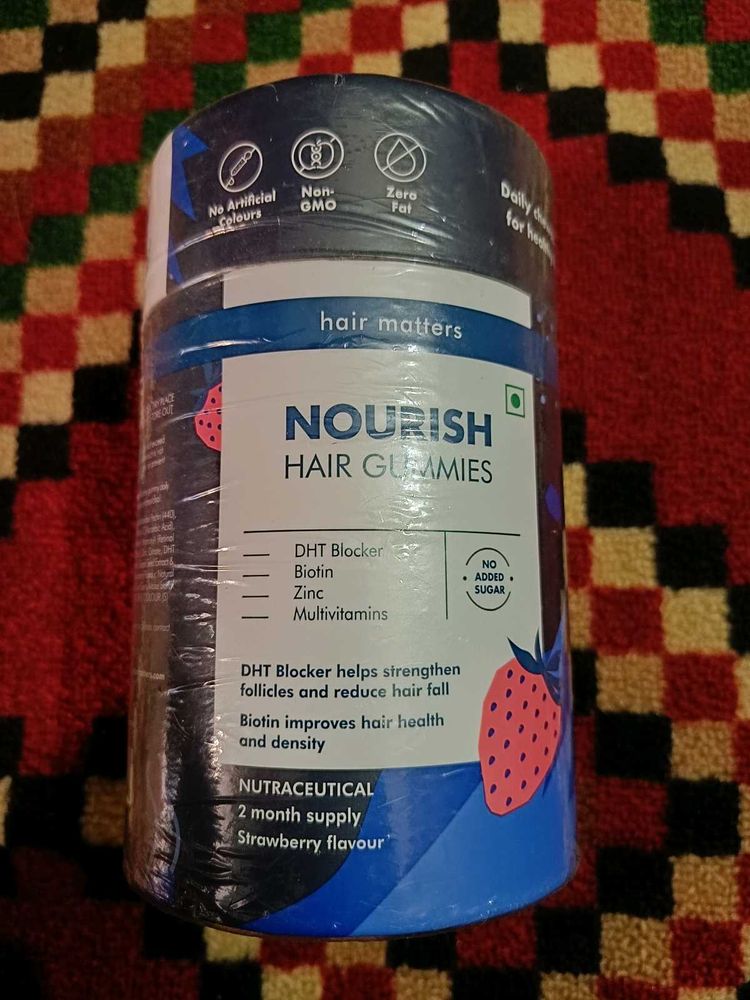 No Artificial
Colours
Non-
GMO
Zero
Fat
Daily
for
hair matters
NOURISH
HAIR GUMMIES
DHT Blocker
Biotin
Zinc
Multivitamins
NO
ADDED
SUGAR
DHT Blocker helps strengthen
follicles and reduce hair fall
Biotin improves hair health
and density
NUTRACEUTICAL
2 month supply
Strawberry flavour